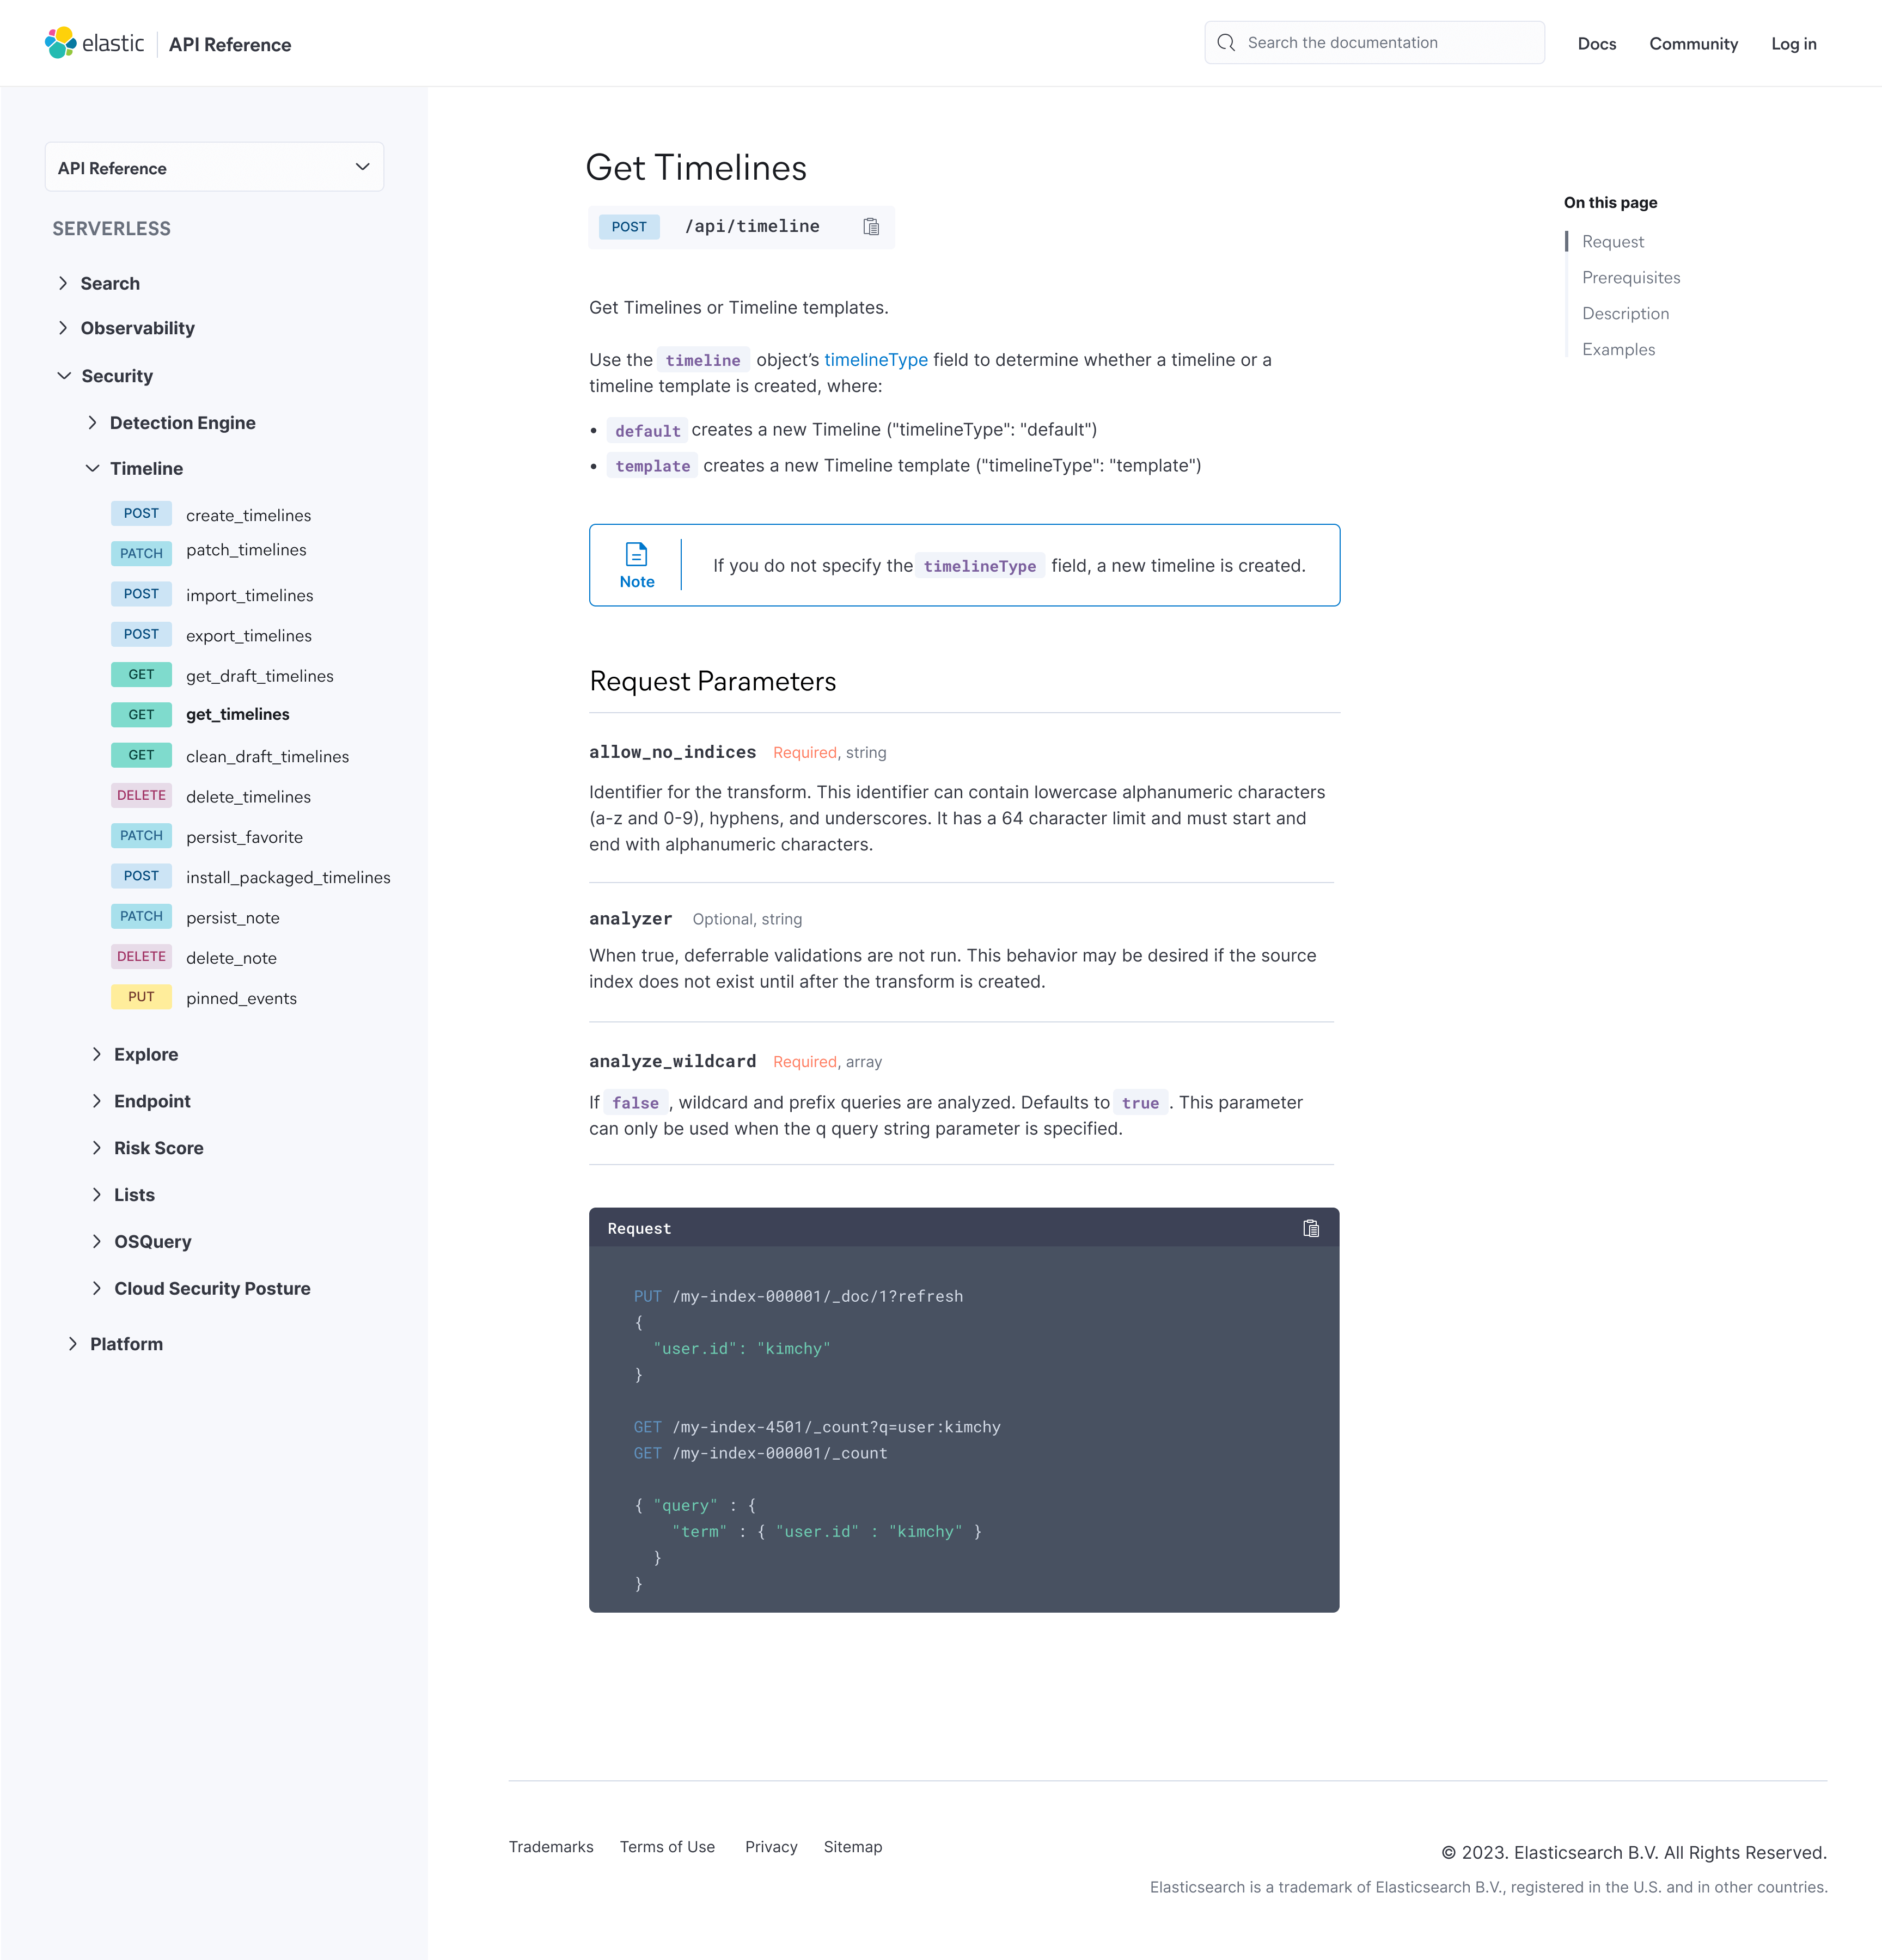 elastic
API Reference
Search the documentation
Docs
Community
Log in
API Reference
SERVERLESS
Search
Observability
Security
Detection Engine
Timeline
POST create_timelines
PATCH patch_timelines
POST import_timelines
POST export_timelines
GET get_draft_timelines
GET get_timelines
GET clean_draft_timelines
DELETE delete_timelines
PATCH persist_favorite
POST install_packaged_timelines
PATCH persist_note
DELETE delete_note
PUT pinned_events
Explore
Endpoint
Risk Score
Lists
OSQuery
Cloud Security Posture
Platform
Get Timelines
POST /api/timeline
Get Timelines or Timeline templates.
Use the timeline object’s timelineType field to determine whether a timeline or a
timeline template is created, where:
• default creates a new Timeline ("timelineType": "default")
• template creates a new Timeline template ("timelineType": "template")
Note
If you do not specify the timelineType field, a new timeline is created.
Request Parameters
allow_no_indices Required, string
Identifier for the transform. This identifier can contain lowercase alphanumeric characters
(a-z and 0-9), hyphens, and underscores. It has a 64 character limit and must start and
end with alphanumeric characters.
analyzer Optional, string
When true, deferrable validations are not run. This behavior may be desired if the source
index does not exist until after the transform is created.
analyze_wildcard Required, array
If false , wildcard and prefix queries are analyzed. Defaults to true . This parameter
can only be used when the q query string parameter is specified.
Request
PUT /my-index-000001/_doc/1?refresh
{
"user.id": "kimchy"
}
GET /my-index-4501/_count?q=user:kimchy
GET /my-index-000001/_count
{ "query" : {
"term" : { "user.id" : "kimchy" }
}
}
On this page
Request
Prerequisites
Description
Examples
Trademarks
Terms of Use
Privacy
Sitemap
© 2023. Elasticsearch B.V. All Rights Reserved.
Elasticsearch is a trademark of Elasticsearch B.V., registered in the U.S. and in other countries.